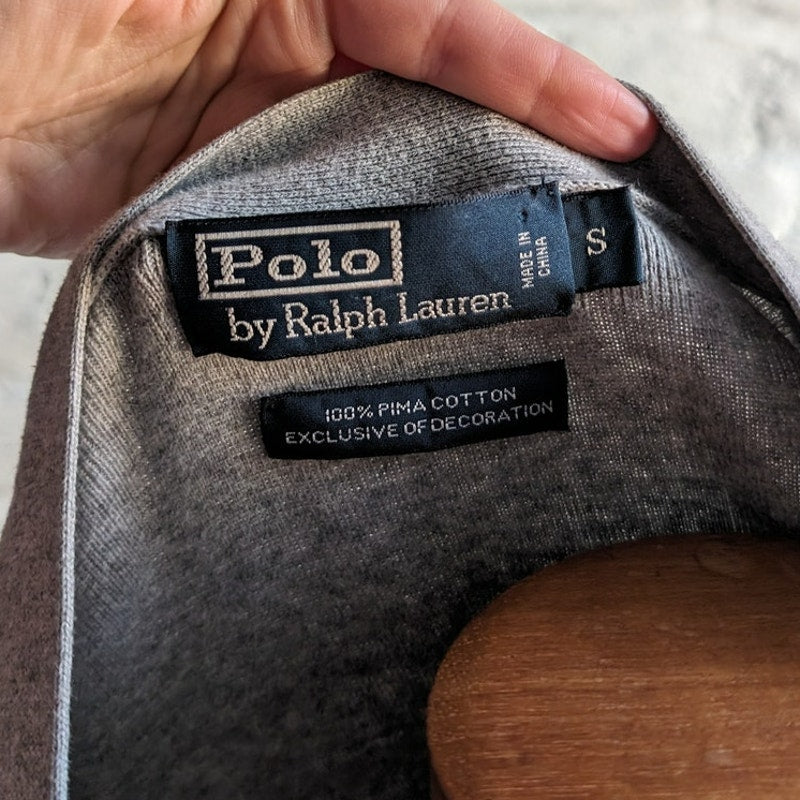 Polo
by Ralph Lauren
MADE IN
CHINA
S
100% PIMA COTTON
EXCLUSIVE OF DECORATION